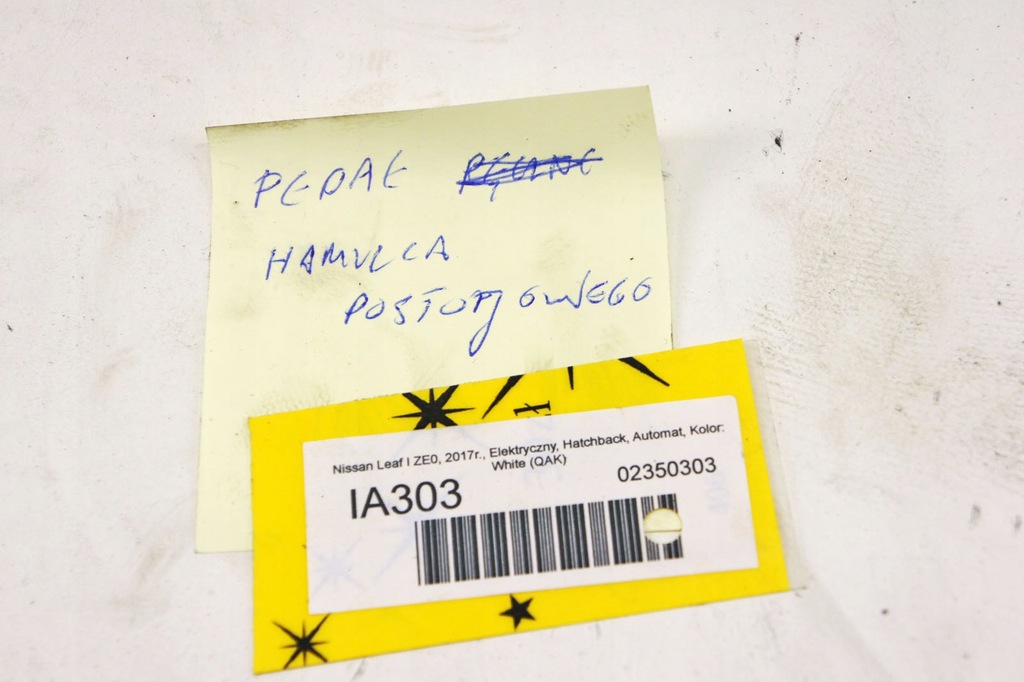 PEDAŁ
HAMULCA
POSTOJOWEGO
Nissan Leaf I ZE0, 2017r., Elektryczny, Hatchback, Automat, Kolor:
White (QAK)
IA303
02350303